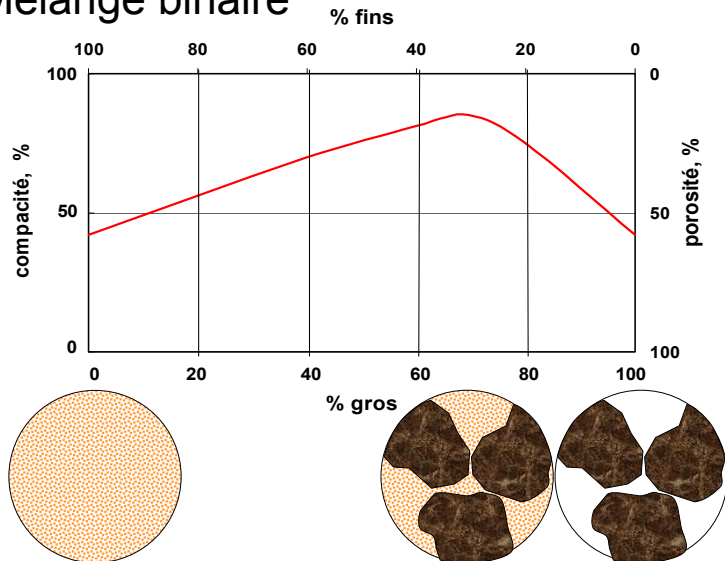 Mélange binaire
% fins
100 80 60 40 20 0
100 0
compacité, %
50 50
porosité, %
0 100
0 20 40 60 80 100
% gros